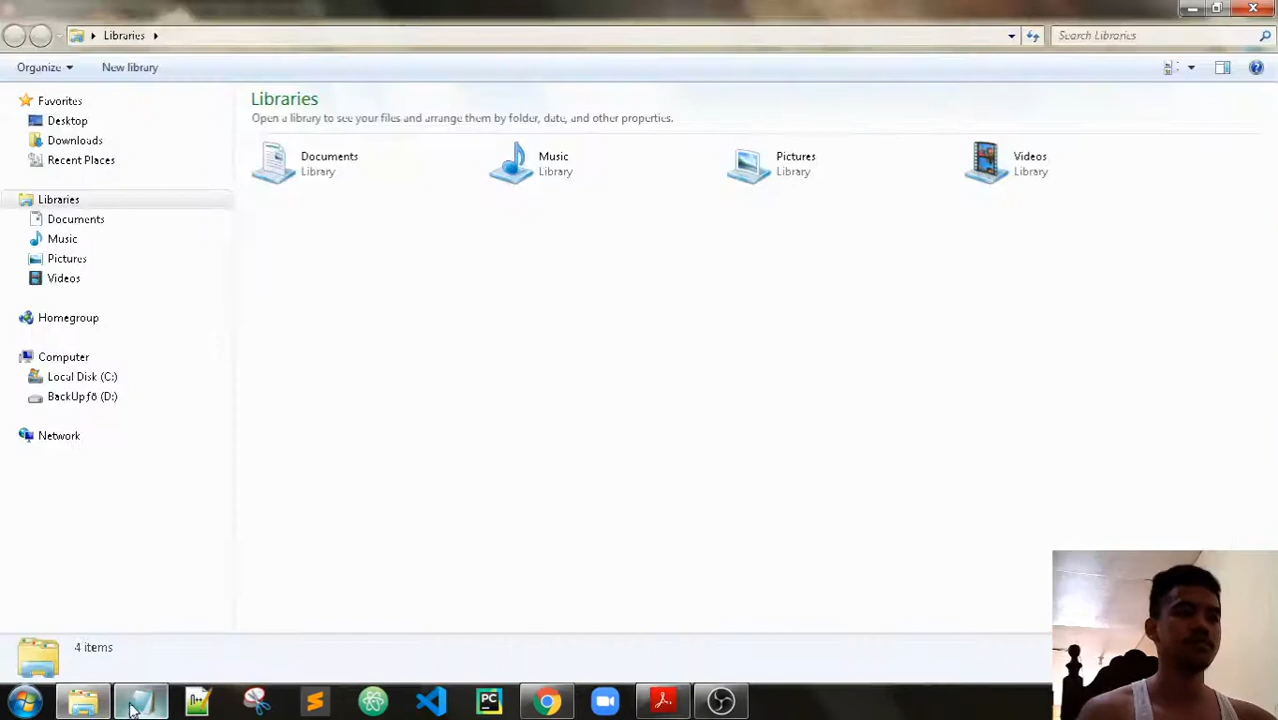 Libraries
Search Libraries
Organize
New library
Favorites
Desktop
Downloads
Recent Places
Libraries
Documents
Music
Pictures
Videos
Homegroup
Computer
Local Disk (C:)
BackUpfö (D:)
Network
Libraries
Open a library to see your files and arrange them by folder, date, and other properties.
Documents
Library
Music
Library
Pictures
Library
Videos
Library
4 items
PC